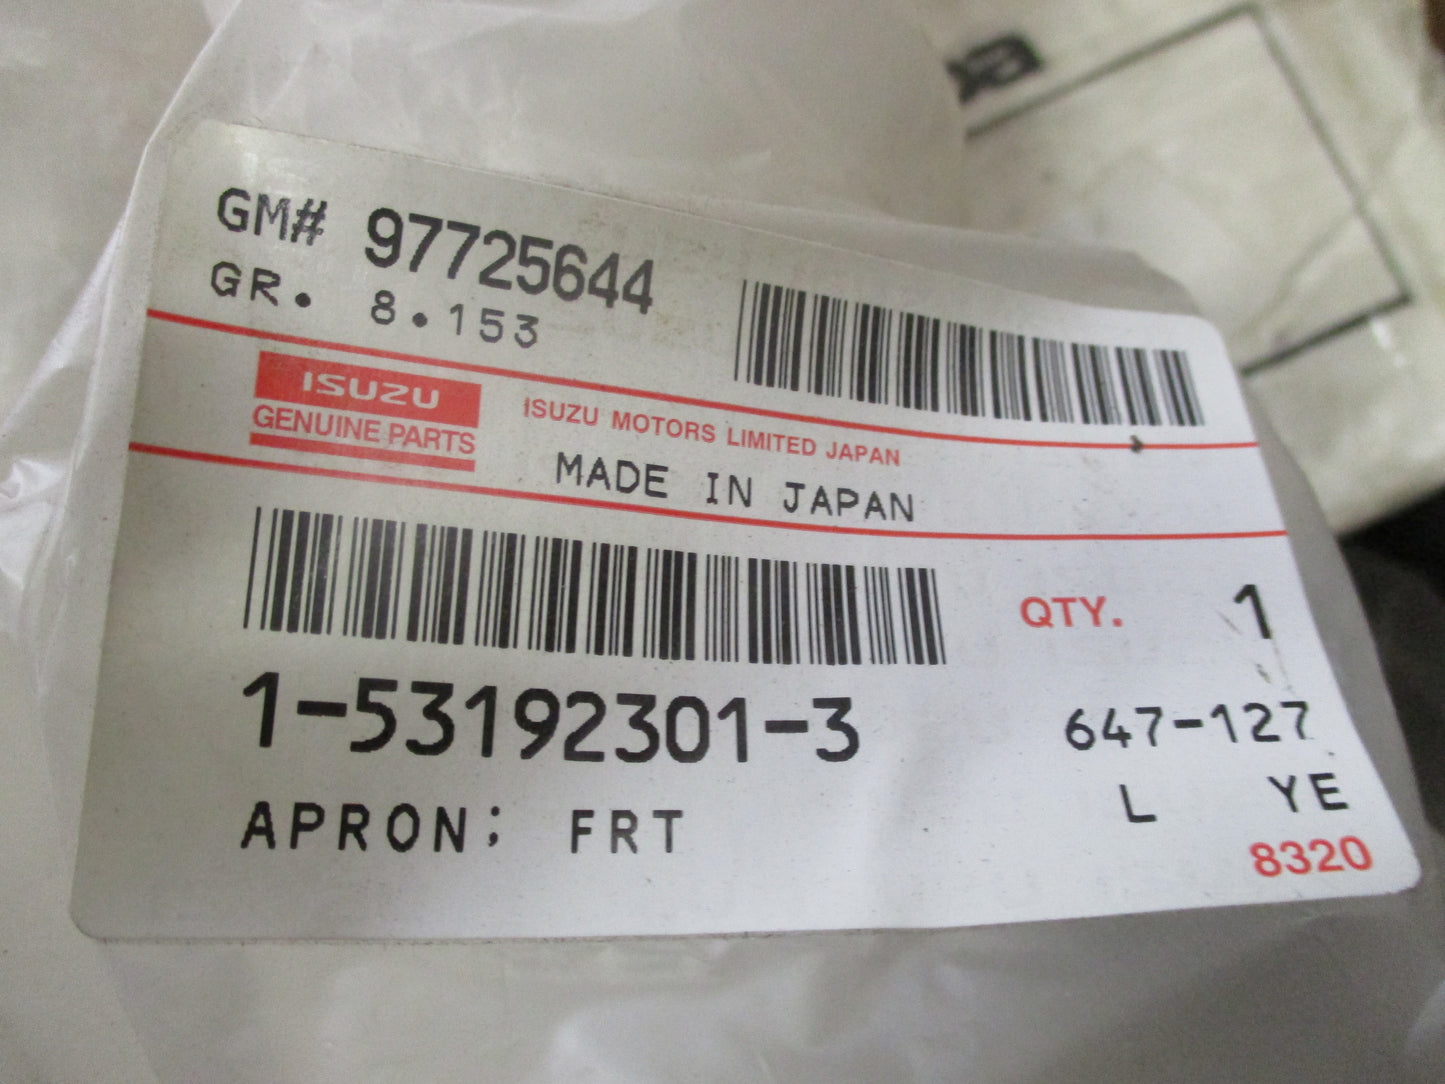 GM# 97725644
GR. 8.153
ISUZU
GENUINE PARTS
ISUZU MOTORS LIMITED JAPAN
MADE IN JAPAN
QTY. 1
1-53192301-3
647-127
APRON; FRT
L YE
8320